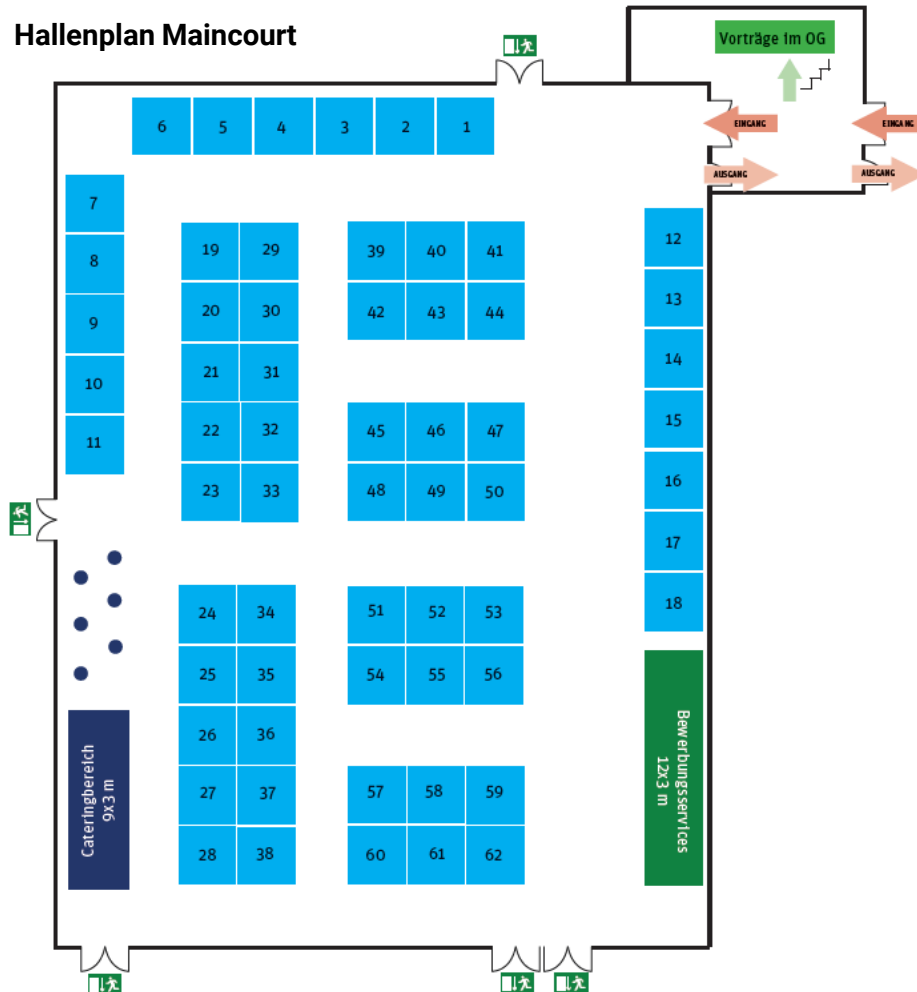 Hallenplan Maincourt
Vorträge im OG
EINGANG
EINGANG
AUSGANG
AUSGANG
6 5 4 3 2 1
7
8
9
10
11
12
13
14
15
16
17
18
19 29
20 30
21 31
22 32
23 33
39 40 41
42 43 44
45 46 47
48 49 50
24 34
25 35
26 36
27 37
28 38
51 52 53
54 55 56
57 58 59
60 61 62
Cateringbereich
9x3 m
Bewerbungsservices
12x3 m